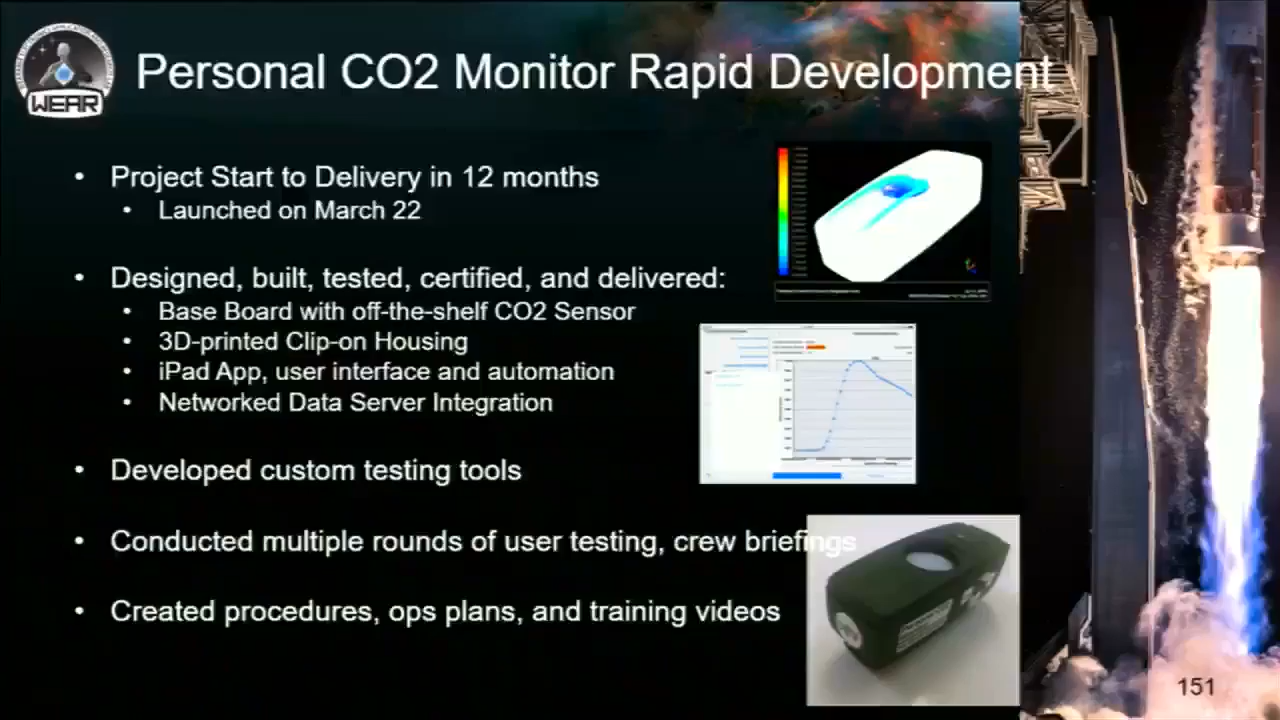 WEAR
Personal CO2 Monitor Rapid Development
• Project Start to Delivery in 12 months
• Launched on March 22
• Designed, built, tested, certified, and delivered:
• Base Board with off-the-shelf CO2 Sensor
• 3D-printed Clip-on Housing
• iPad App, user interface and automation
• Networked Data Server Integration
• Developed custom testing tools
• Conducted multiple rounds of user testing, crew briefings
• Created procedures, ops plans, and training videos
151